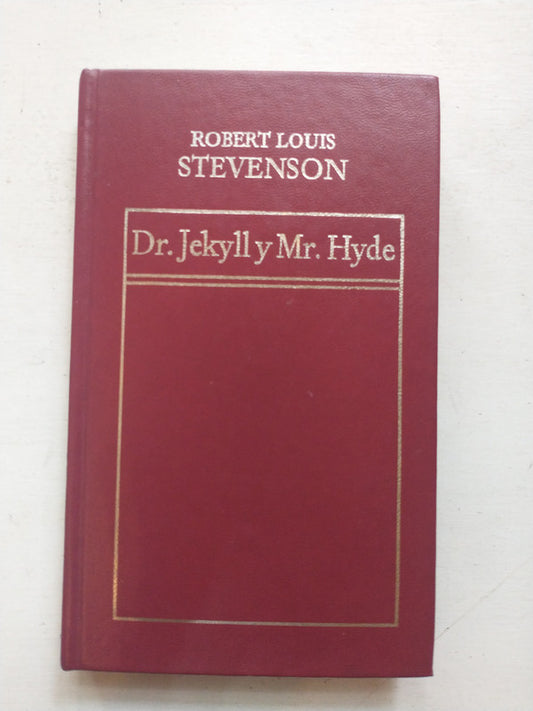 ROBERT LOUIS
STEVENSON
Dr. Jekyll y Mr. Hyde